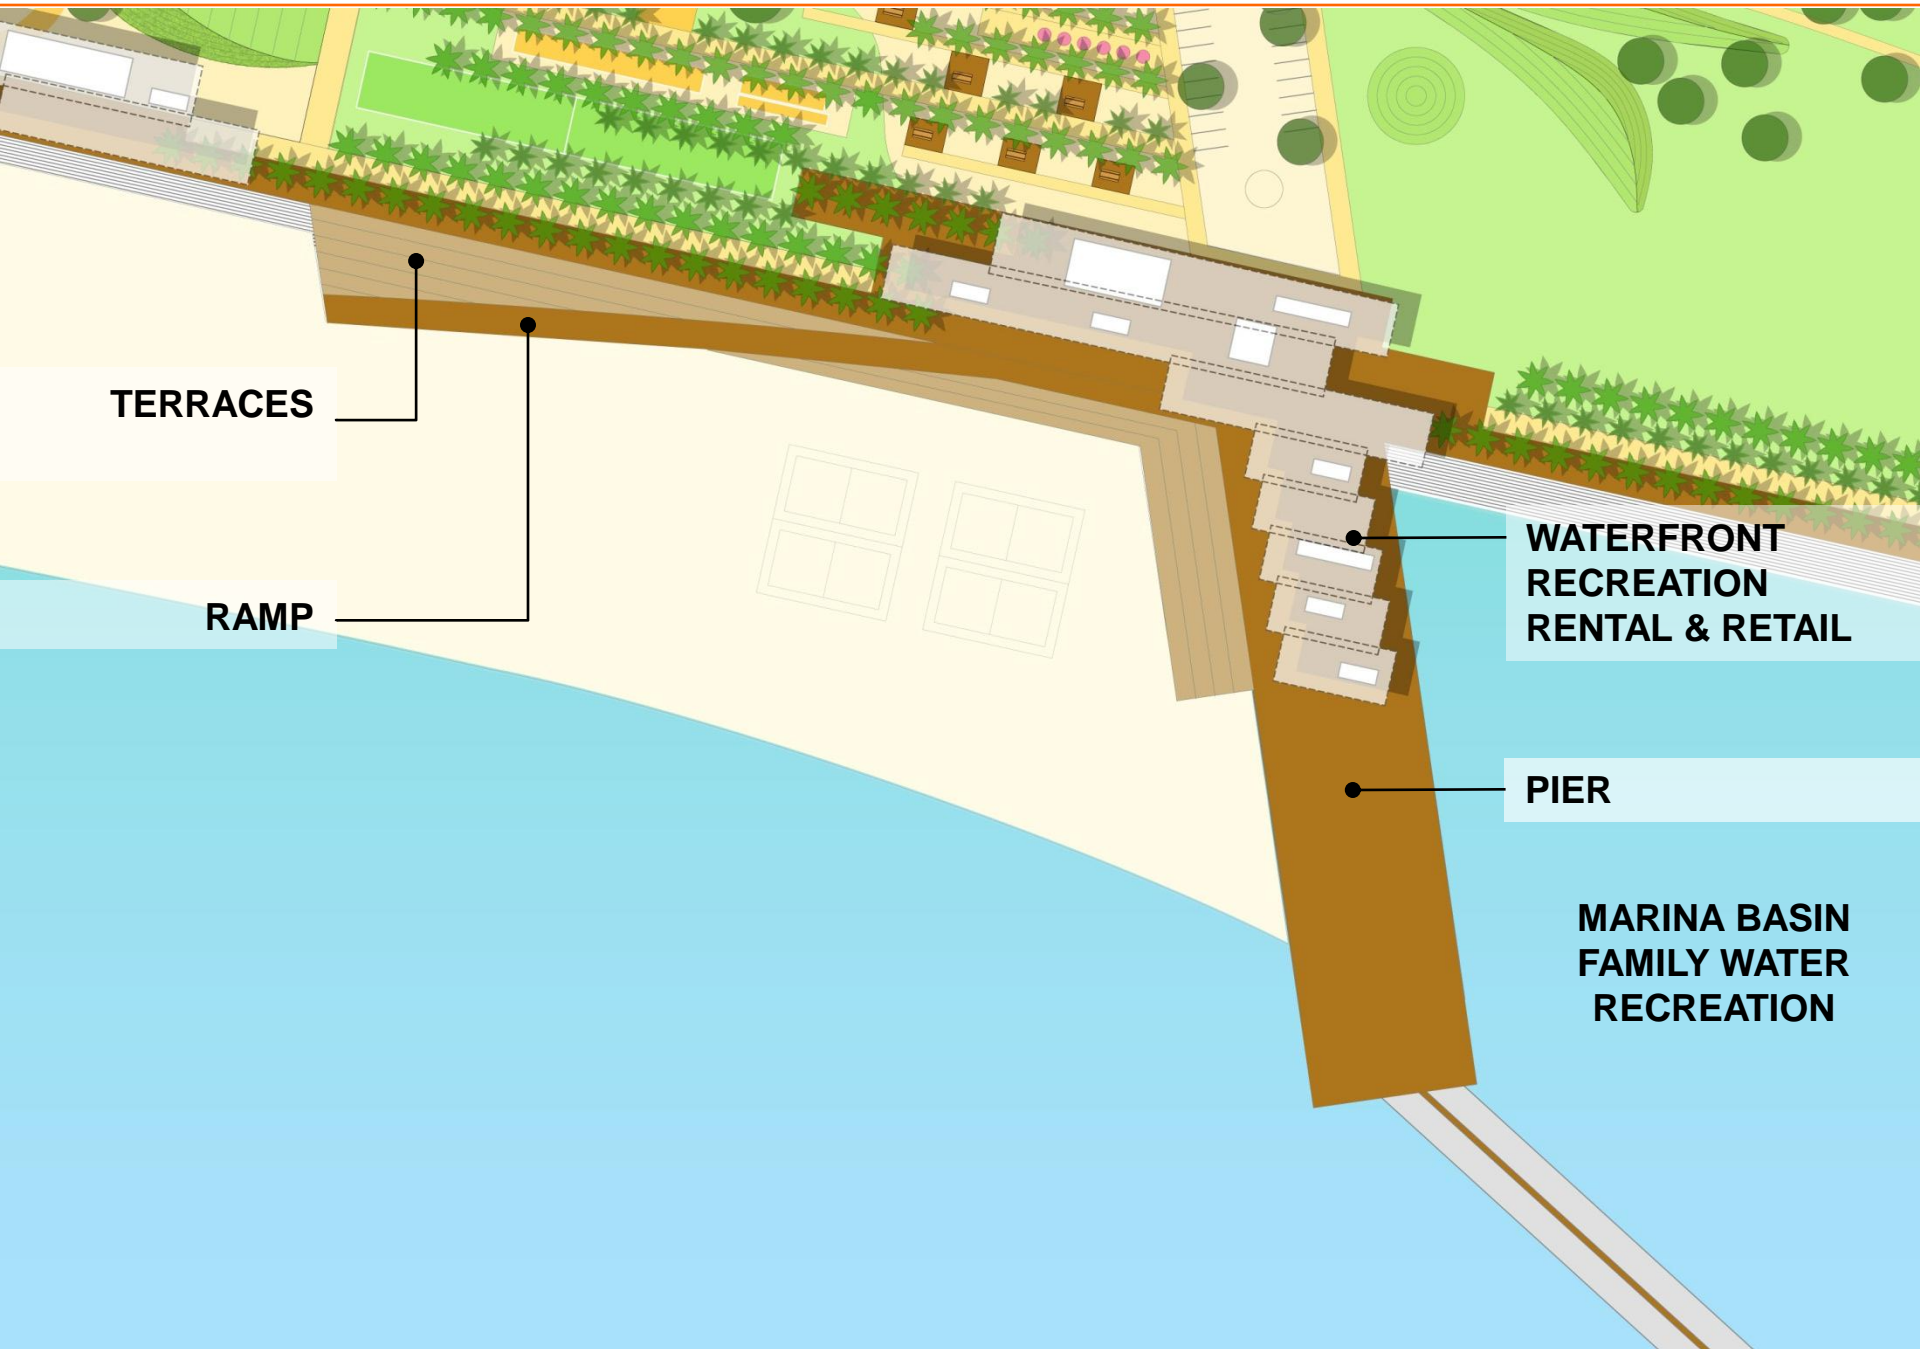 TERRACES
RAMP
WATERFRONT
RECREATION
RENTAL & RETAIL
PIER
MARINA BASIN
FAMILY WATER
RECREATION